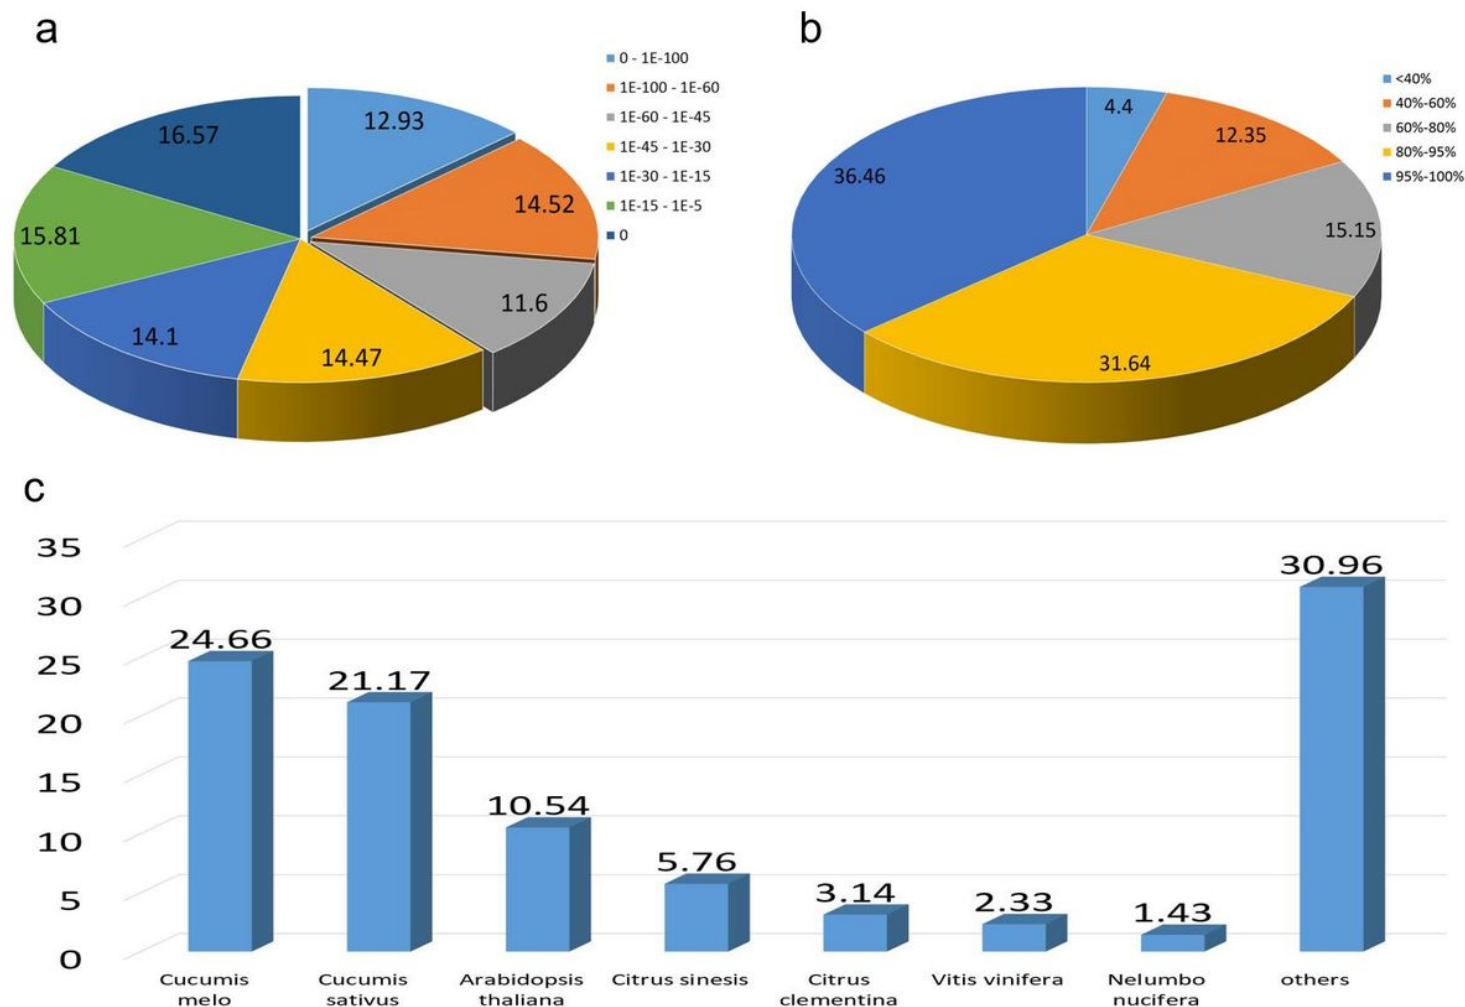 a
12.93
14.52
11.6
14.47
14.1
15.81
16.57
0 - 1E-100
1E-100 - 1E-60
1E-60 - 1E-45
1E-45 - 1E-30
1E-30 - 1E-15
1E-15 - 1E-5
0
b
4.4
12.35
15.15
31.64
36.46
<40%
40%-60%
60%-80%
80%-95%
95%-100%
c
35
30
25
20
15
10
5
0
24.66
21.17
10.54
5.76
3.14
2.33
1.43
30.96
Cucumis
melo
Cucumis
sativus
Arabidopsis
thaliana
Citrus sinesis
Citrus
clementina
Vitis vinifera
Nelumbo
nucifera
others